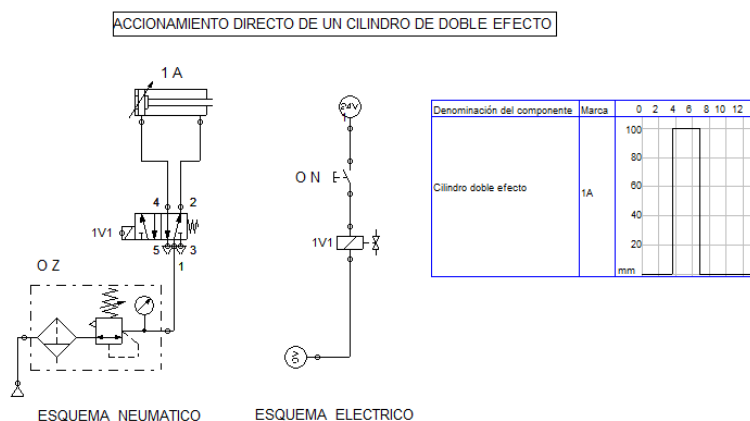 ACCIONAMIENTO DIRECTO DE UN CILINDRO DE DOBLE EFECTO
1 A
4 2
1V1
5 3
1
O Z
ESQUEMA NEUMATICO
24V
1
O N
1V1
0V
ESQUEMA ELECTRICO
Denominación del componente Marca 0 2 4 6 8 10 12
100
80
Cilindro doble efecto 1A 60
40
20
mm